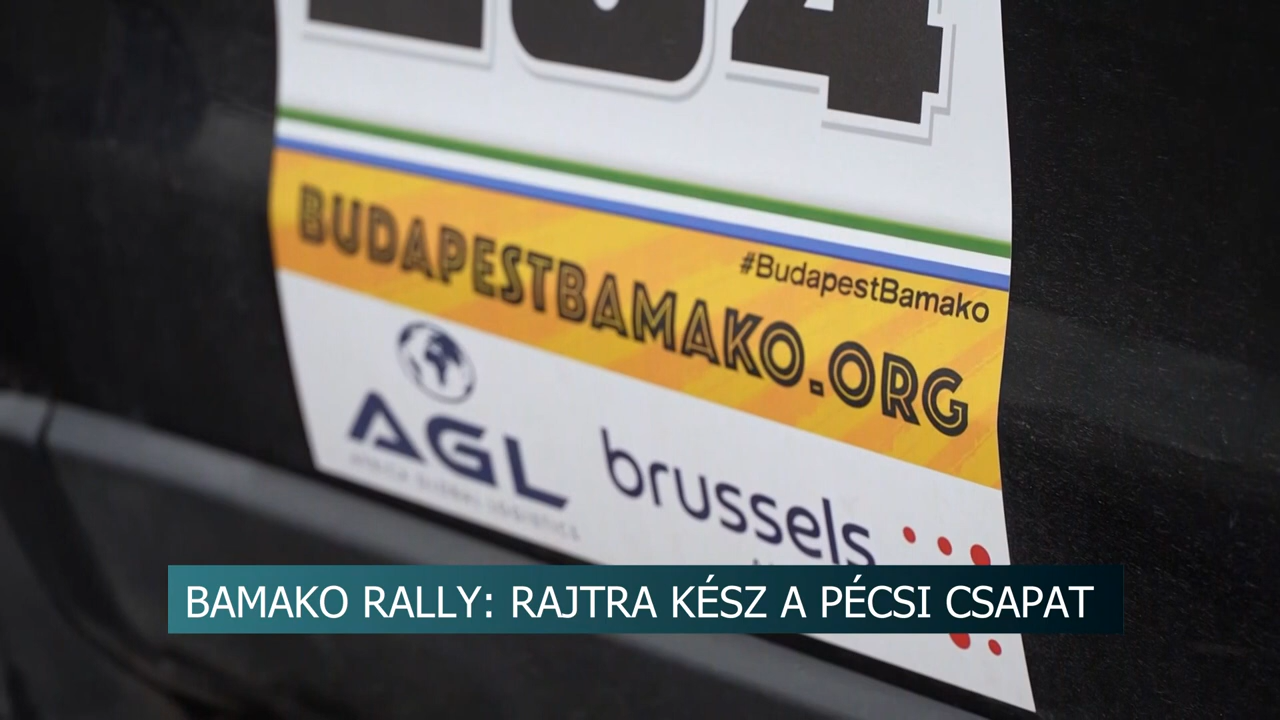 #BudapestBamako
BUDAPESTBAMAKO.ORG
AGL
brussels
BAMAKO RALLY: RAJTRA KÉSZ A PÉCSI CSAPAT